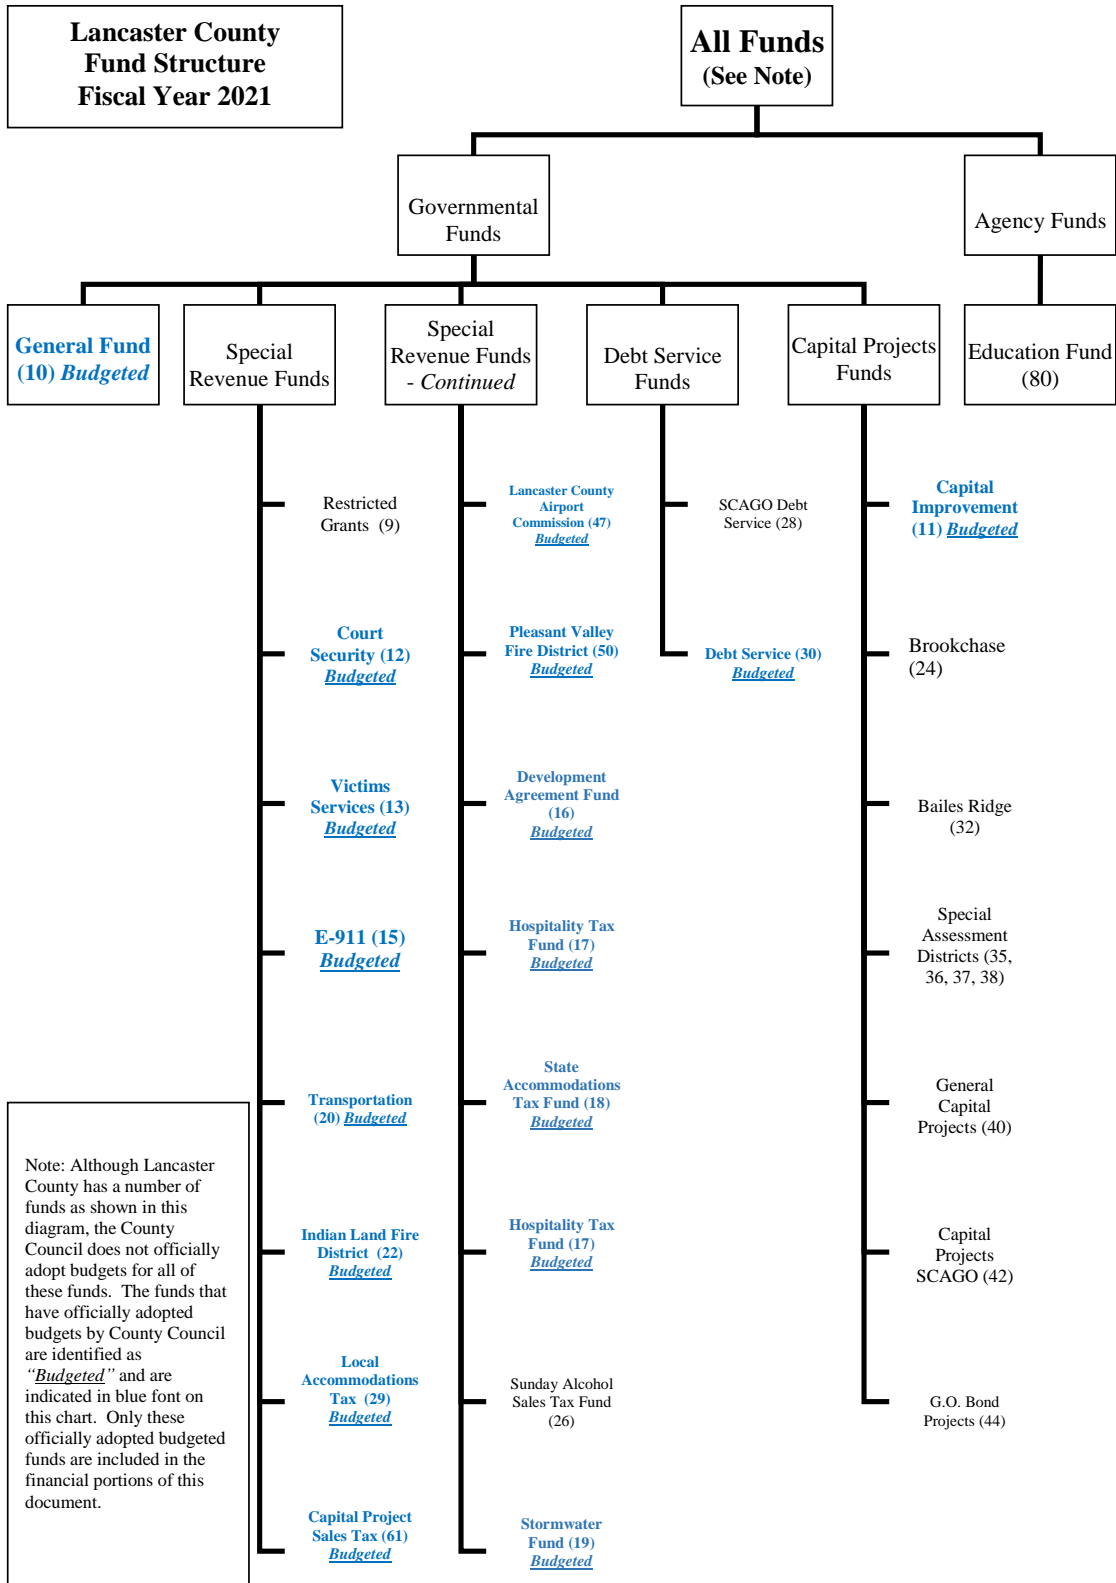 Lancaster County
Fund Structure
Fiscal Year 2021
All Funds
(See Note)
Governmental
Funds
Agency Funds
General Fund
(10) Budgeted
Special
Revenue Funds
Special
Revenue Funds
- Continued
Debt Service
Funds
Capital Projects
Funds
Education Fund
(80)
Restricted
Grants (9)
Court
Security (12)
Budgeted
Victims
Services (13)
Budgeted
E-911 (15)
Budgeted
Transportation
(20) Budgeted
Indian Land Fire
District (22)
Budgeted
Local
Accommodations
Tax (29)
Budgeted
Capital Project
Sales Tax (61)
Budgeted
Lancaster County
Airport
Commission (47)
Budgeted
Pleasant Valley
Fire District (50)
Budgeted
Development
Agreement Fund
(16)
Budgeted
Hospitality Tax
Fund (17)
Budgeted
State
Accommodations
Tax Fund (18)
Budgeted
Hospitality Tax
Fund (17)
Budgeted
Sunday Alcohol
Sales Tax Fund
(26)
Stormwater
Fund (19)
Budgeted
SCAGO Debt
Service (28)
Debt Service (30)
Budgeted
Capital
Improvement
(11) Budgeted
Brookchase
(24)
Bailes Ridge
(32)
Special
Assessment
Districts (35,
36, 37, 38)
General
Capital
Projects (40)
Capital
Projects
SCAGO (42)
G.O. Bond
Projects (44)
Note: Although Lancaster
County has a number of
funds as shown in this
diagram, the County
Council does not officially
adopt budgets for all of
these funds. The funds that
have officially adopted
budgets by County Council
are identified as
“Budgeted” and are
indicated in blue font on
this chart. Only these
officially adopted budgeted
funds are included in the
financial portions of this
document.